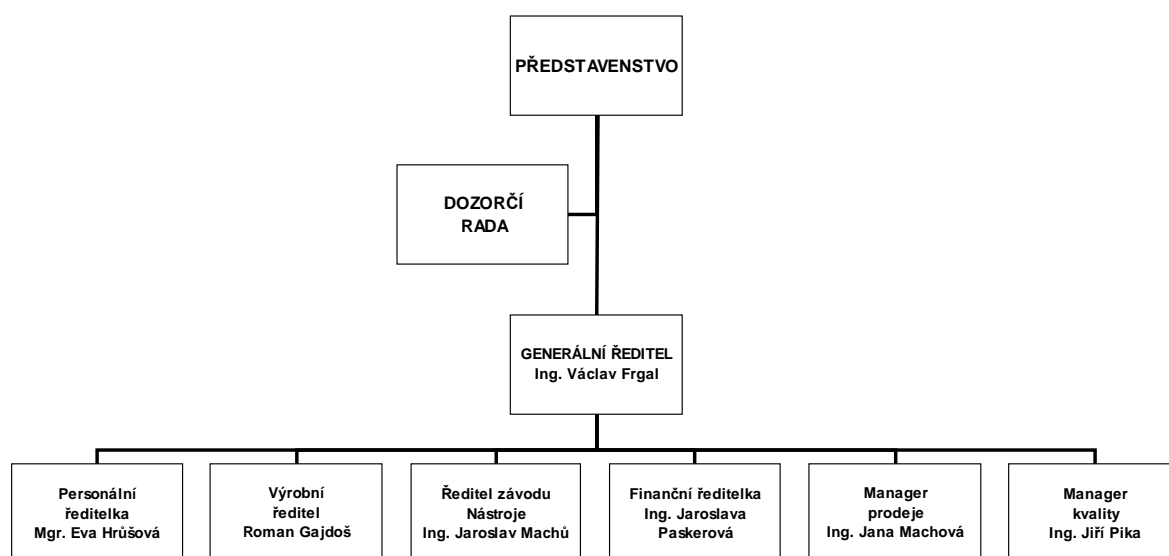 PŘEDSTAVENSTVO
DOZORČÍ
RADA
GENERÁLNÍ ŘEDITEL
Ing. Václav Frgal
Personální
ředitelka
Mgr. Eva Hrůšová
Výrobní
ředitel
Roman Gajdoš
Ředitel závodu
Nástroje
Ing. Jaroslav Machů
Finanční ředitelka
Ing. Jaroslava
Paskerová
Manager
prodeje
Ing. Jana Machová
Manager
kvality
Ing. Jiří Pika